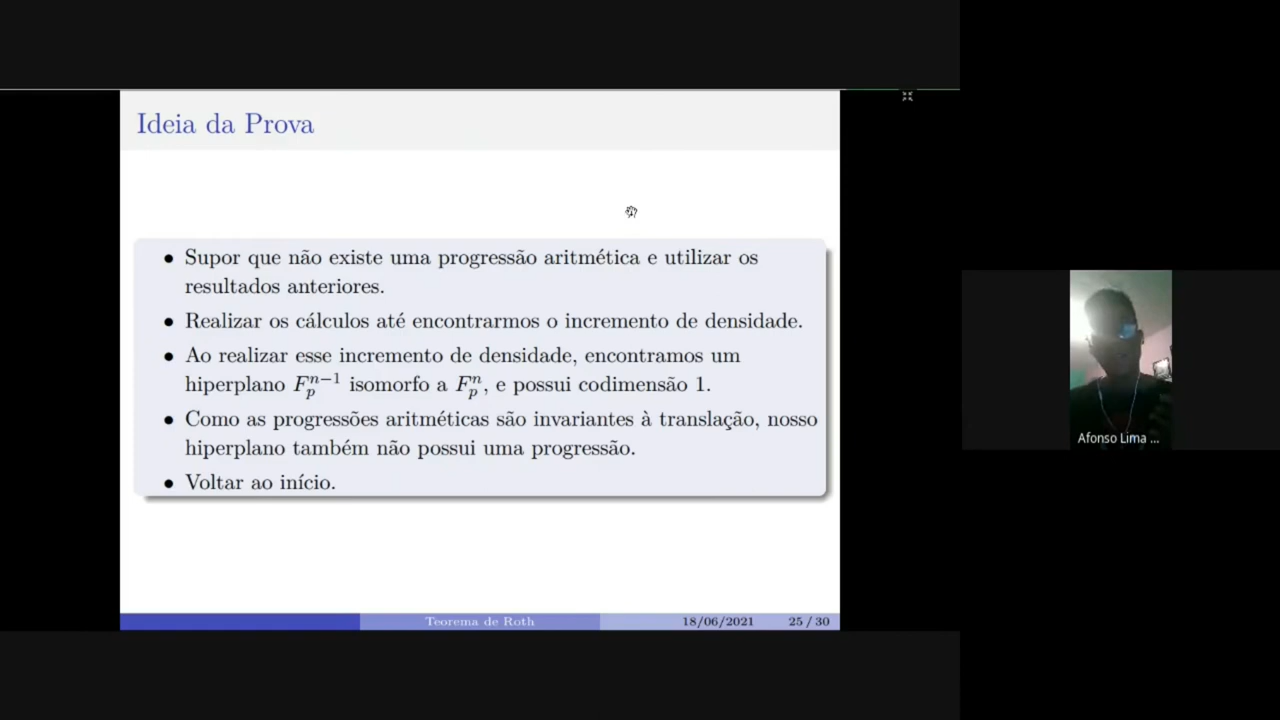 Ideia da Prova
• Supor que não existe uma progressão aritmética e utilizar os
resultados anteriores.
• Realizar os cálculos até encontrarmos o incremento de densidade.
• Ao realizar esse incremento de densidade, encontramos um
hiperplano $F_p^{n-1}$ isomorfo a $F_p^n$, e possui codimensão 1.
• Como as progressões aritméticas são invariantes à translação, nosso
hiperplano também não possui uma progressão.
• Voltar ao início.
Teorema de Roth 18/06/2021 25 / 30
Afonso Lima ...